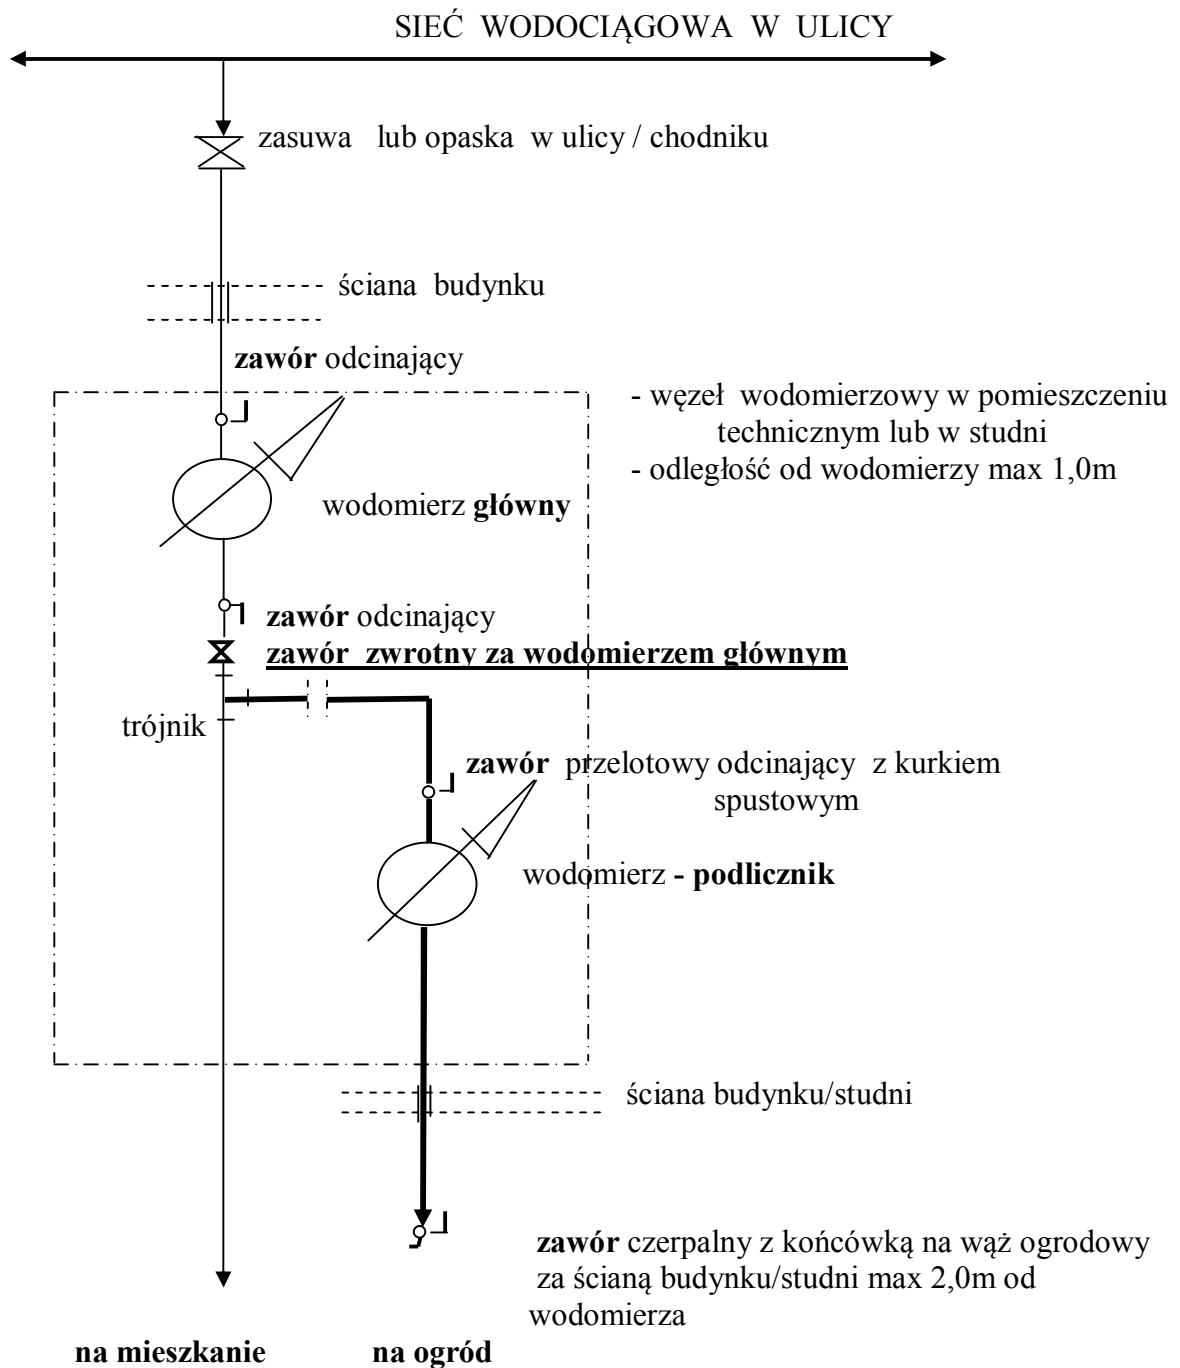 SIEĆ WODOCIĄGOWA W ULICY
zasuwa lub opaska w ulicy / chodniku
ściana budynku
zawór odcinający
- węzeł wodomierzowy w pomieszczeniu
technicznym lub w studni
- odległość od wodomierzy max 1,0m
wodomierz główny
zawór odcinający
zawór zwrotny za wodomierzem głównym
trójnik
zawór przelotowy odcinający z kurkiem
spustowym
wodomierz - podlicznik
ściana budynku/studni
zawór czerpalny z końcówką na wąż ogrodowy
za ścianą budynku/studni max 2,0m od
wodomierza
na mieszkanie na ogród